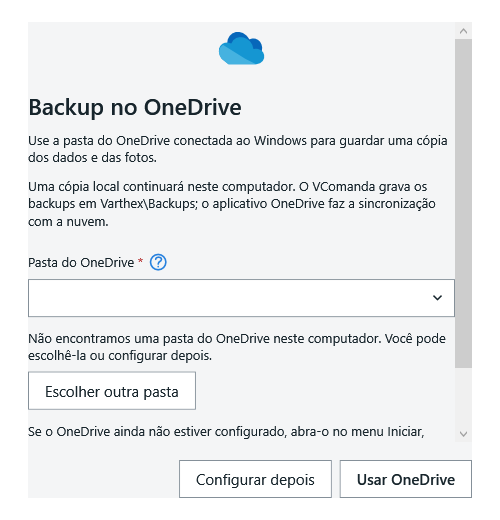 Backup no OneDrive
Use a pasta do OneDrive conectada ao Windows para guardar uma cópia
dos dados e das fotos.
Uma cópia local continuará neste computador. O VComanda grava os
backups em Varthex\Backups; o aplicativo OneDrive faz a sincronização
com a nuvem.
Pasta do OneDrive * ?
Não encontramos uma pasta do OneDrive neste computador. Você pode
escolhê-la ou configurar depois.
Escolher outra pasta
Se o OneDrive ainda não estiver configurado, abra-o no menu Iniciar,
Configurar depois Usar OneDrive